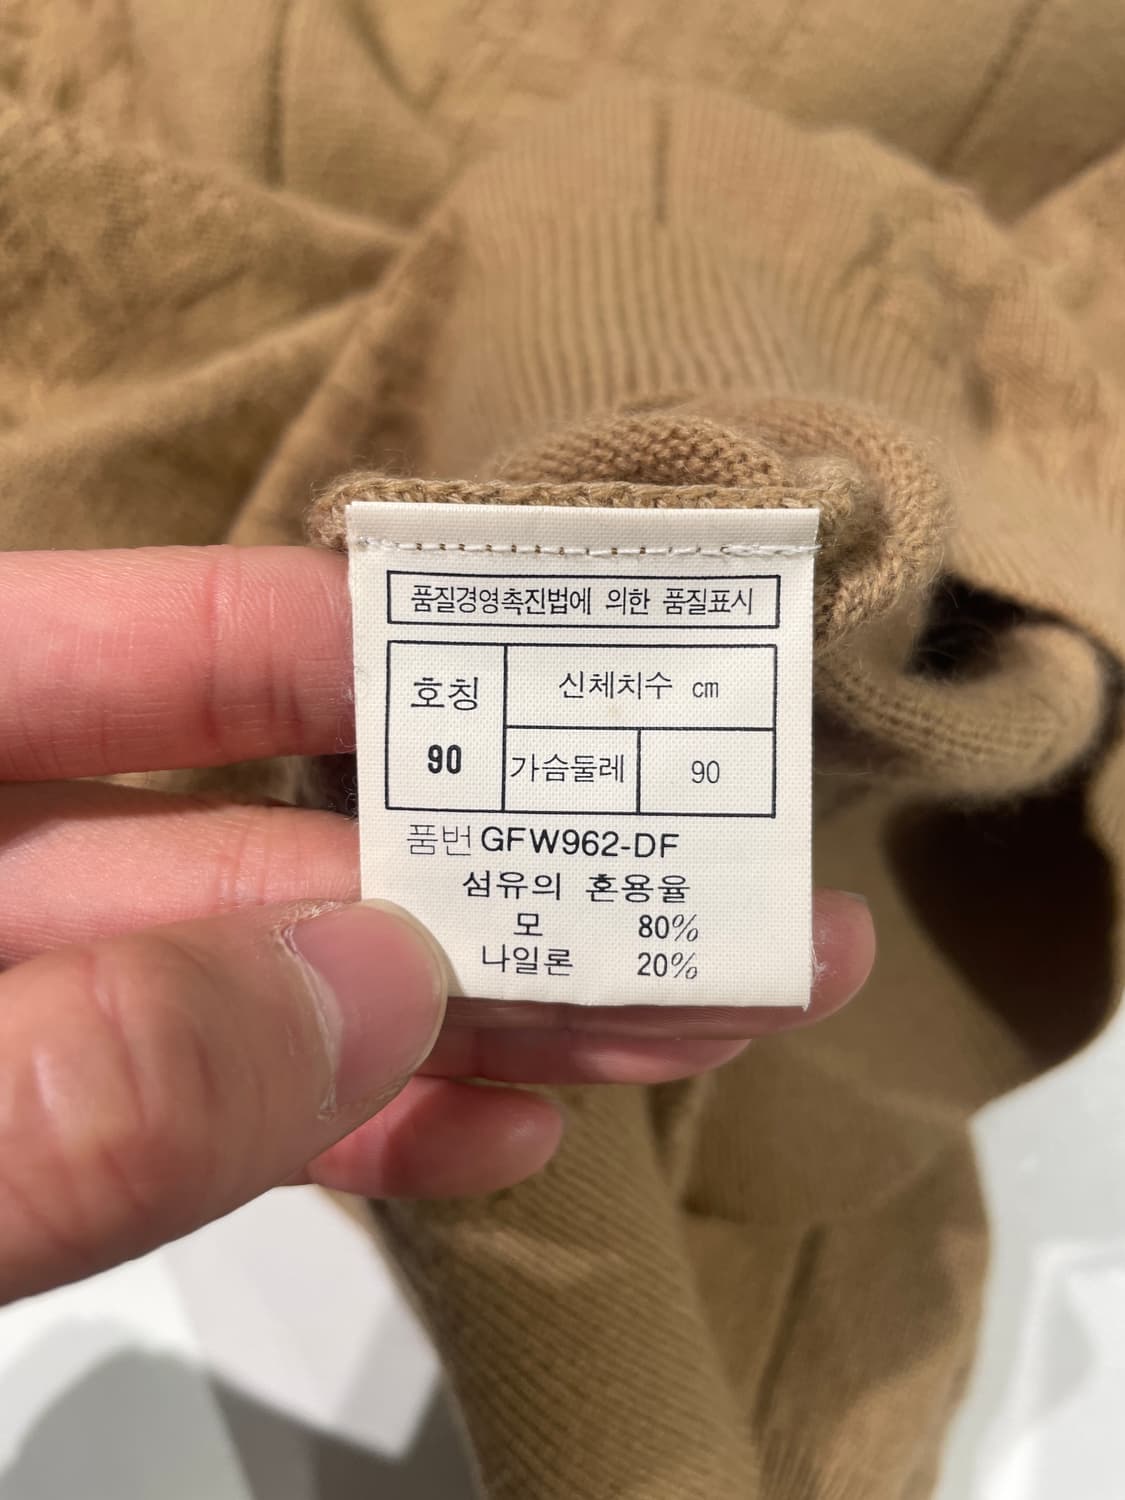 품질경영촉진법에 의한 품질표시
호칭
90
신체치수 cm
가슴둘레 90
품번 GFW962-DF
섬유의 혼용율
모 80%
나일론 20%